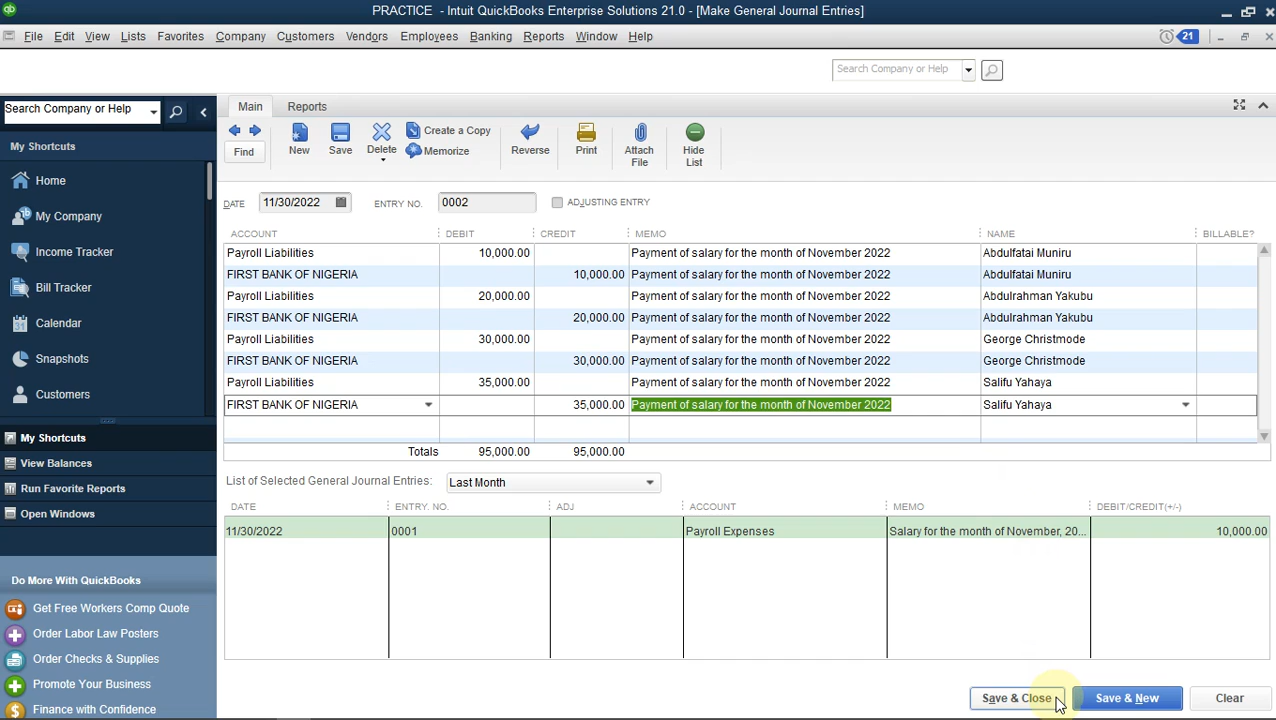 PRACTICE - Intuit QuickBooks Enterprise Solutions 21.0 - [Make General Journal Entries]
File Edit View Lists Favorites Company Customers Vendors Employees Banking Reports Window Help 21
Search Company or Help
Search Company or Help
Main Reports
Find New Save Delete Create a Copy Memorize Reverse Print Attach File Hide List
My Shortcuts
Home
My Company
Income Tracker
Bill Tracker
31 Calendar
Snapshots
Customers
My Shortcuts
View Balances
Run Favorite Reports
Open Windows
Do More With QuickBooks
Get Free Workers Comp Quote
Order Labor Law Posters
Order Checks & Supplies
Promote Your Business
Finance with Confidence
DATE 11/30/2022 ENTRY NO. 0002 ADJUSTING ENTRY
ACCOUNT DEBIT CREDIT MEMO NAME BILLABLE?
Payroll Liabilities 10,000.00 Payment of salary for the month of November 2022 Abdulfatai Muniru
FIRST BANK OF NIGERIA 10,000.00 Payment of salary for the month of November 2022 Abdulfatai Muniru
Payroll Liabilities 20,000.00 Payment of salary for the month of November 2022 Abdulrahman Yakubu
FIRST BANK OF NIGERIA 20,000.00 Payment of salary for the month of November 2022 Abdulrahman Yakubu
Payroll Liabilities 30,000.00 Payment of salary for the month of November 2022 George Christmode
FIRST BANK OF NIGERIA 30,000.00 Payment of salary for the month of November 2022 George Christmode
Payroll Liabilities 35,000.00 Payment of salary for the month of November 2022 Salifu Yahaya
FIRST BANK OF NIGERIA 35,000.00 Payment of salary for the month of November 2022 Salifu Yahaya
Totals 95,000.00 95,000.00
List of Selected General Journal Entries: Last Month
DATE ENTRY. NO. ADJ ACCOUNT MEMO DEBIT/CREDIT(+/-)
11/30/2022 0001 Payroll Expenses Salary for the month of November, 20... 10,000.00
Save & Close Save & New Clear